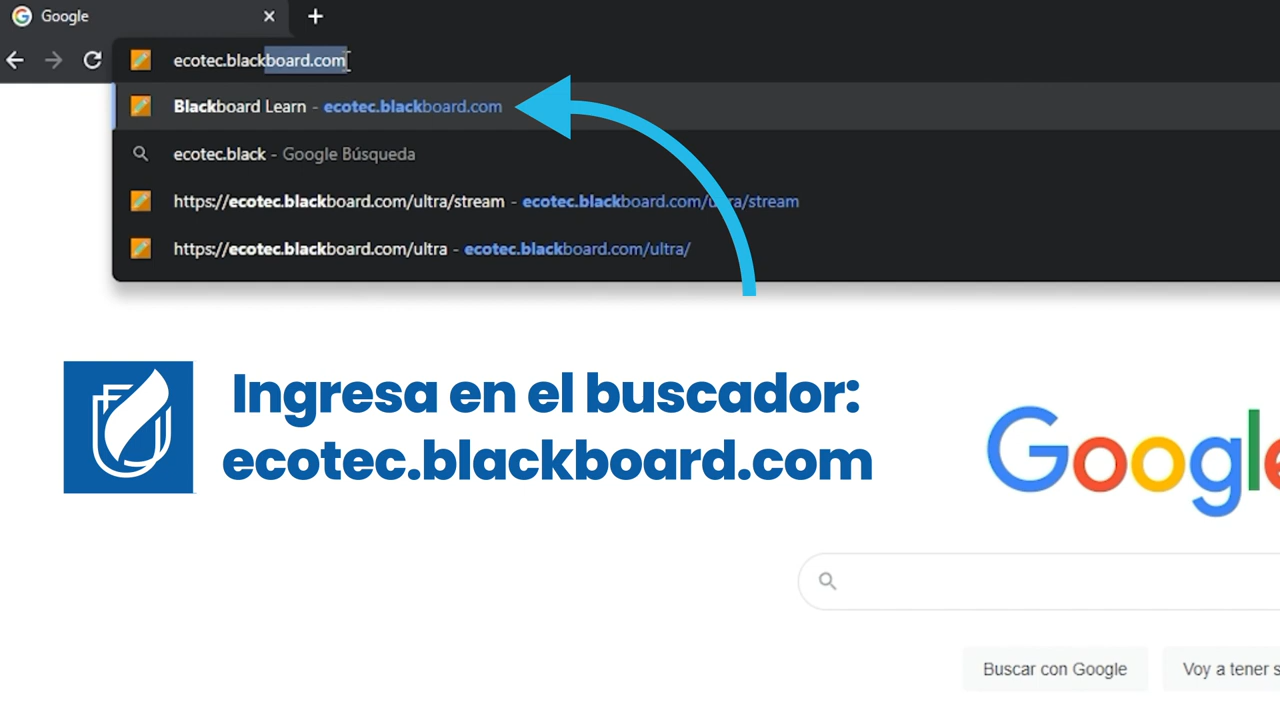 Google
ecotec.blackboard.com
Blackboard Learn - ecotec.blackboard.com
ecotec.black - Google Búsqueda
https://ecotec.blackboard.com/ultra/stream - ecotec.blackboard.com/ultra/stream
https://ecotec.blackboard.com/ultra - ecotec.blackboard.com/ultra/
Ingresa en el buscador:
ecotec.blackboard.com
Google
Buscar con Google
Voy a tener s